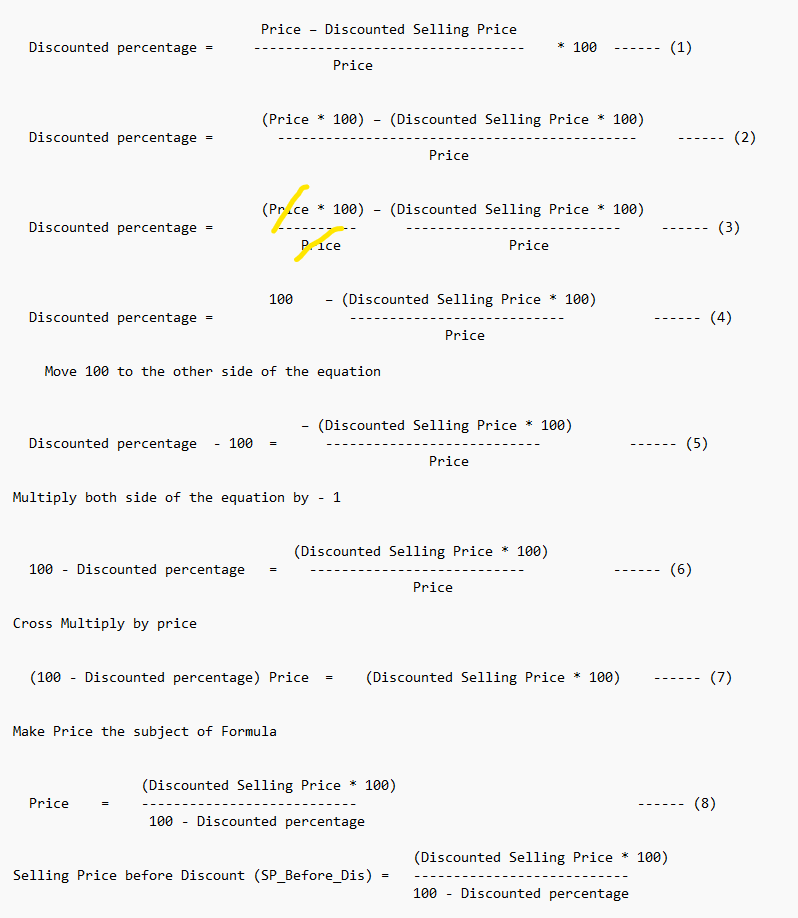 Price – Discounted Selling Price
Discounted percentage = --------------------------------- * 100 ------ (1)
Price
(Price * 100) – (Discounted Selling Price * 100)
Discounted percentage = --------------------------------------------- ------ (2)
Price
(Price * 100) – (Discounted Selling Price * 100)
Discounted percentage = ---------- --------------------------- ------ (3)
Price Price
100 – (Discounted Selling Price * 100)
Discounted percentage = --------------------------- ------ (4)
Price
Move 100 to the other side of the equation
– (Discounted Selling Price * 100)
Discounted percentage - 100 = --------------------------- ------ (5)
Price
Multiply both side of the equation by - 1
(Discounted Selling Price * 100)
100 - Discounted percentage = --------------------------- ------ (6)
Price
Cross Multiply by price
(100 - Discounted percentage) Price = (Discounted Selling Price * 100) ------ (7)
Make Price the subject of Formula
(Discounted Selling Price * 100)
Price = --------------------------- ------ (8)
100 - Discounted percentage
(Discounted Selling Price * 100)
Selling Price before Discount (SP_Before_Dis) = ---------------------------
100 - Discounted percentage